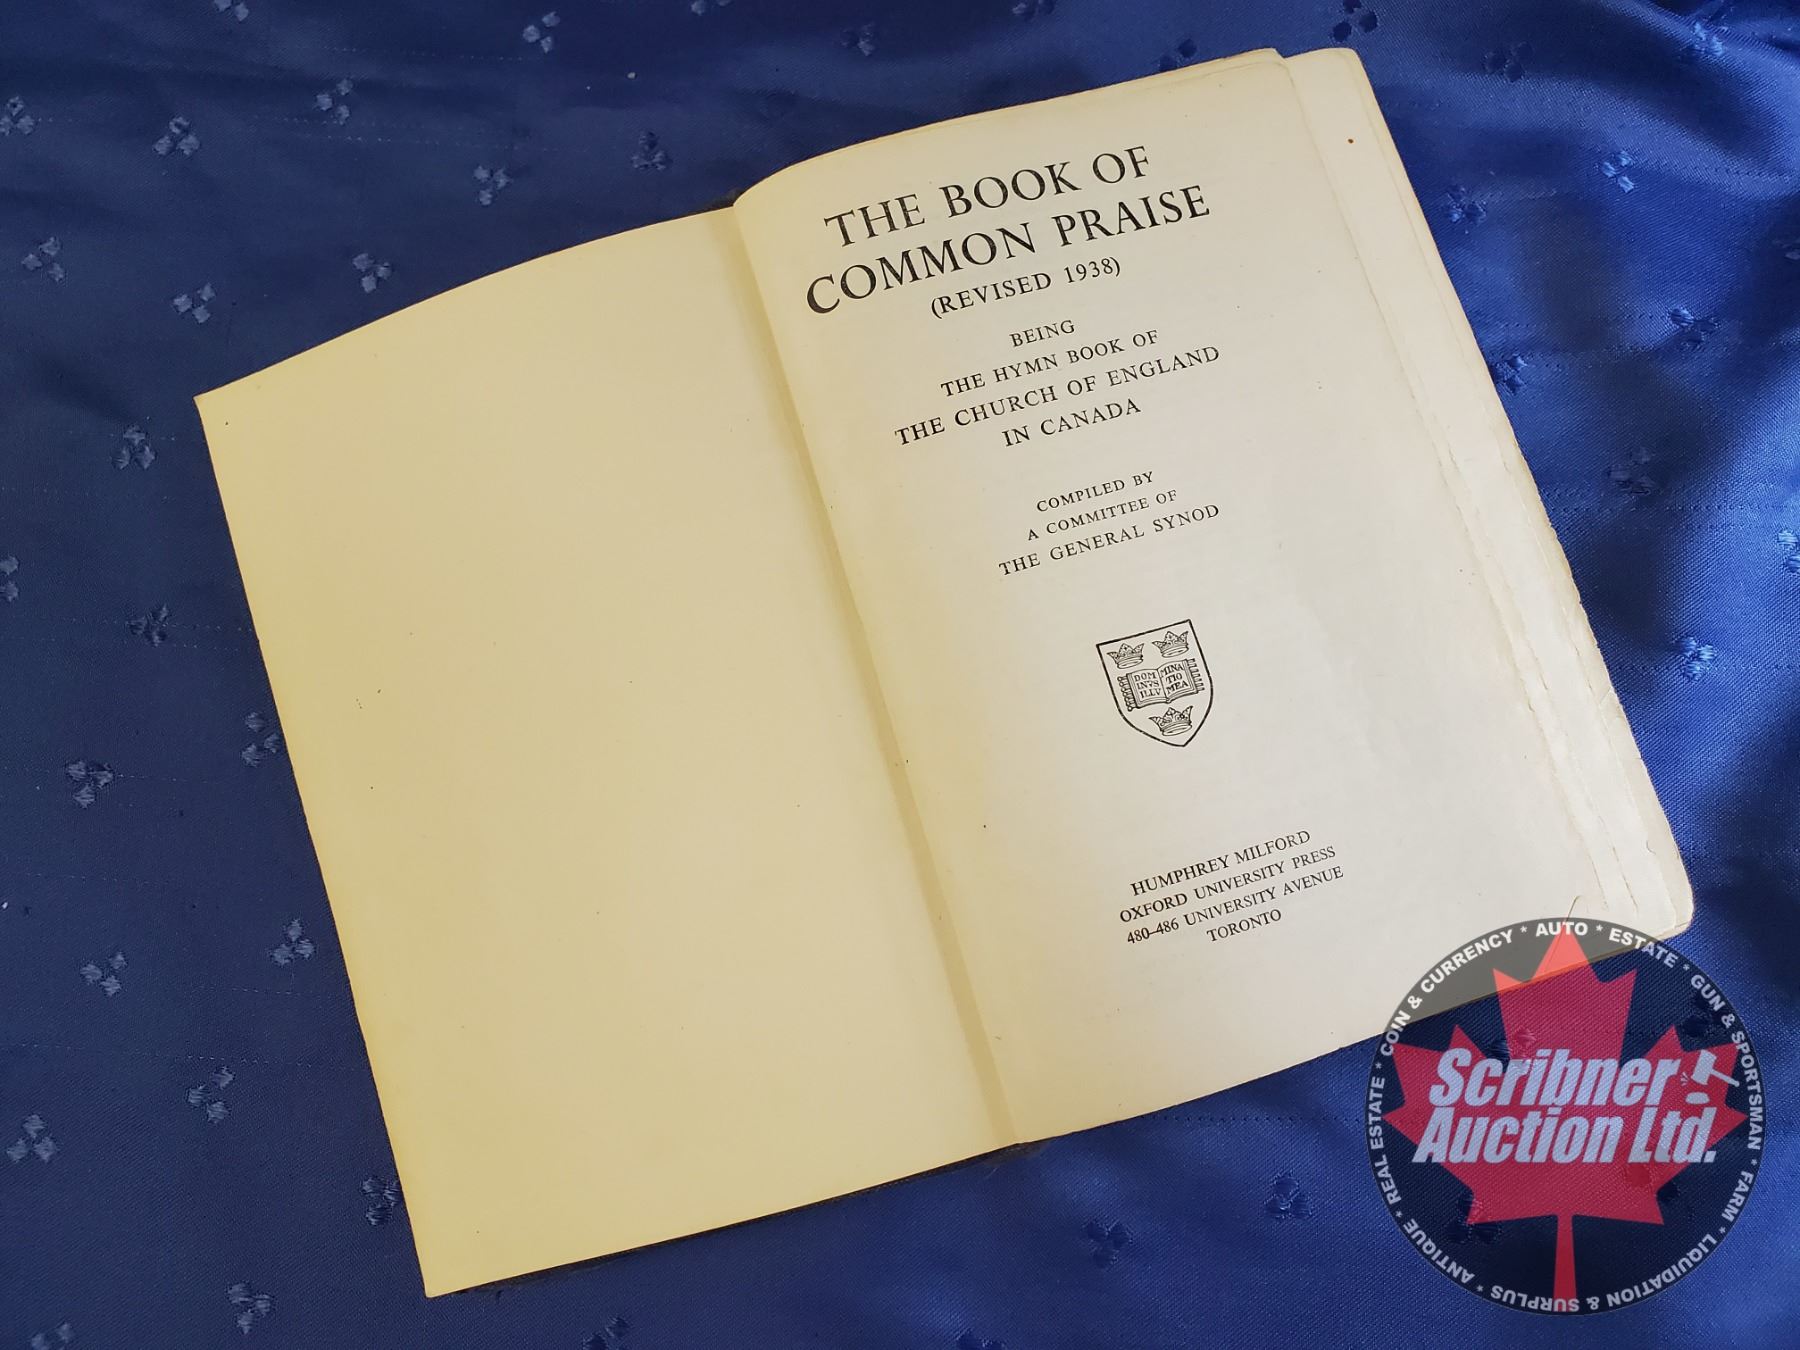 THE BOOK OF
COMMON PRAISE
(REVISED 1938)
BEING
THE HYMN BOOK OF
THE CHURCH OF ENGLAND
IN CANADA
COMPILED BY
A COMMITTEE OF
THE GENERAL SYNOD
DOM MINA
INVS TIO
ILLV MEA
HUMPHREY MILFORD
OXFORD UNIVERSITY PRESS
480–486 UNIVERSITY AVENUE
TORONTO
Scribner
Auction Ltd.
REAL ESTATE * COIN & CURRENCY * AUTO * ESTATE * GUN & SPORTSMAN * FARM * LIQUIDATION & SURPLUS * ANTIQUE *